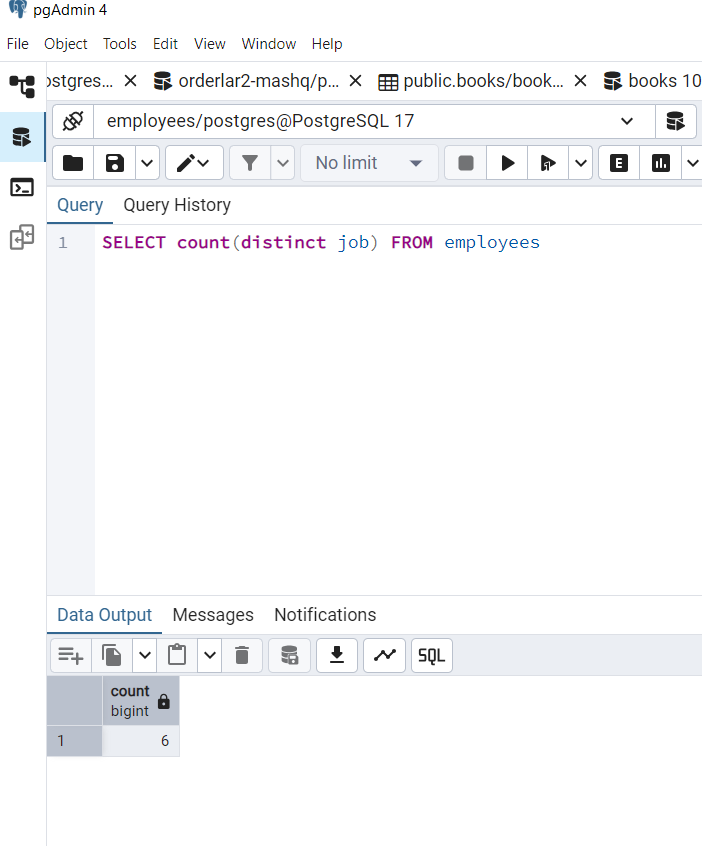 pgAdmin 4
File Object Tools Edit View Window Help
ostgres... orderlar2-mashq/p... public.books/book... books 10
employees/postgres@PostgreSQL 17
No limit E
Query Query History
1 SELECT count(distinct job) FROM employees
Data Output Messages Notifications
SQL
count
bigint
1 6